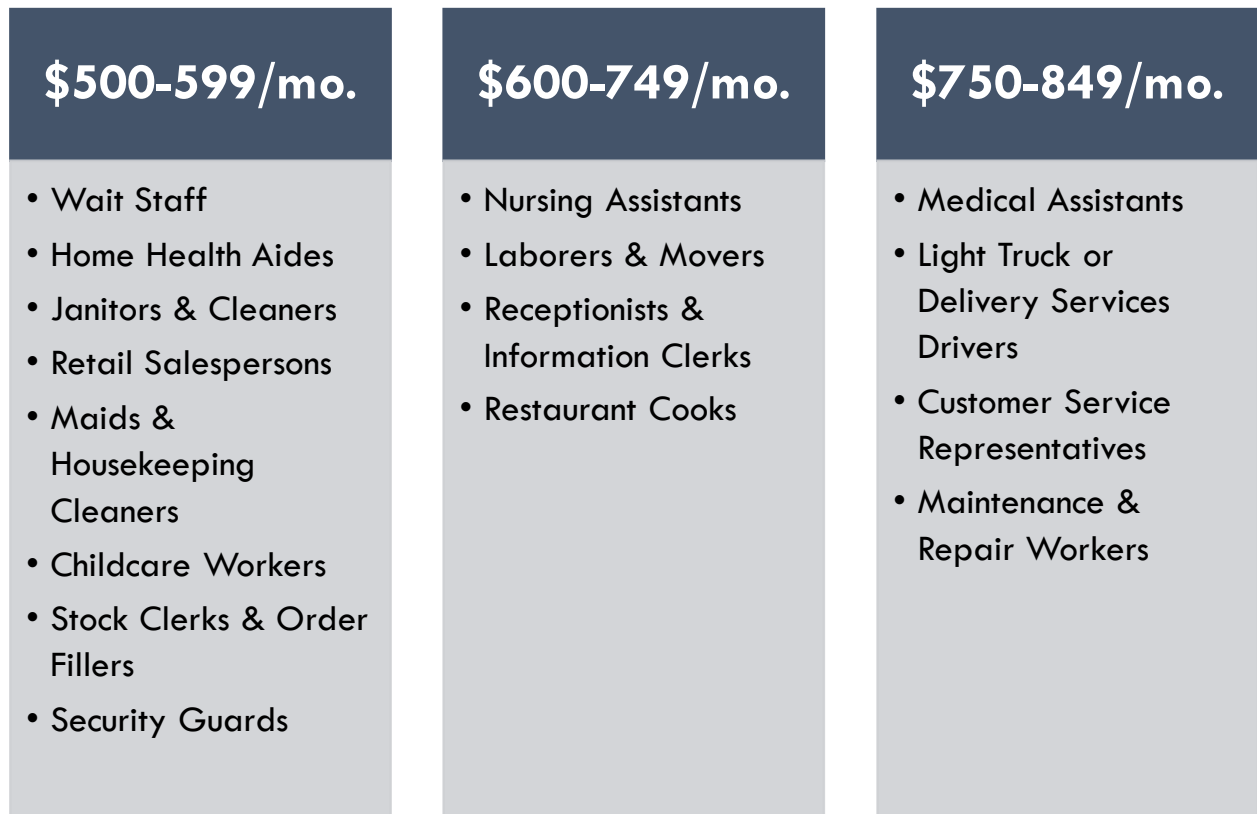 $500-599/mo.
• Wait Staff
• Home Health Aides
• Janitors & Cleaners
• Retail Salespersons
• Maids &
Housekeeping
Cleaners
• Childcare Workers
• Stock Clerks & Order
Fillers
• Security Guards
$600-749/mo.
• Nursing Assistants
• Laborers & Movers
• Receptionists &
Information Clerks
• Restaurant Cooks
$750-849/mo.
• Medical Assistants
• Light Truck or
Delivery Services
Drivers
• Customer Service
Representatives
• Maintenance &
Repair Workers